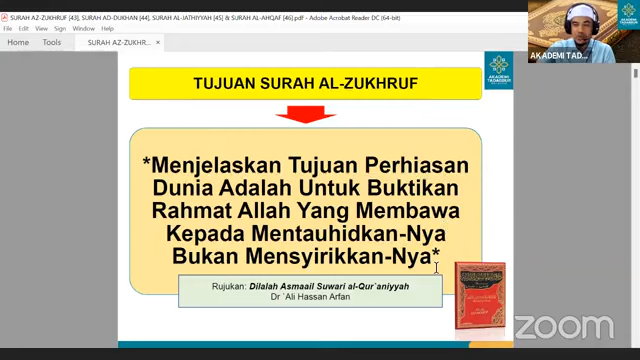 SURAH AZ-ZUKHRUF [43], SURAH AD-DUKHAN [44], SURAH AL-JATHIYYAH [45] & SURAH AL-AHQAF [46].pdf - Adobe Acrobat Reader DC (64-bit)
File Edit View Sign Window Help
Home Tools SURAH AZ-ZUKHR... ×
AKADEMI TAD...
AKADEMI TADABBUR
TUJUAN SURAH AL-ZUKHRUF
*Menjelaskan Tujuan Perhiasan
Dunia Adalah Untuk Buktikan
Rahmat Allah Yang Membawa
Kepada Mentauhidkan-Nya
Bukan Mensyirikkan-Nya*
Rujukan: Dilalah Asmaail Suwari al-Qur`aniyyah
Dr `Ali Hassan Arfan
zoom